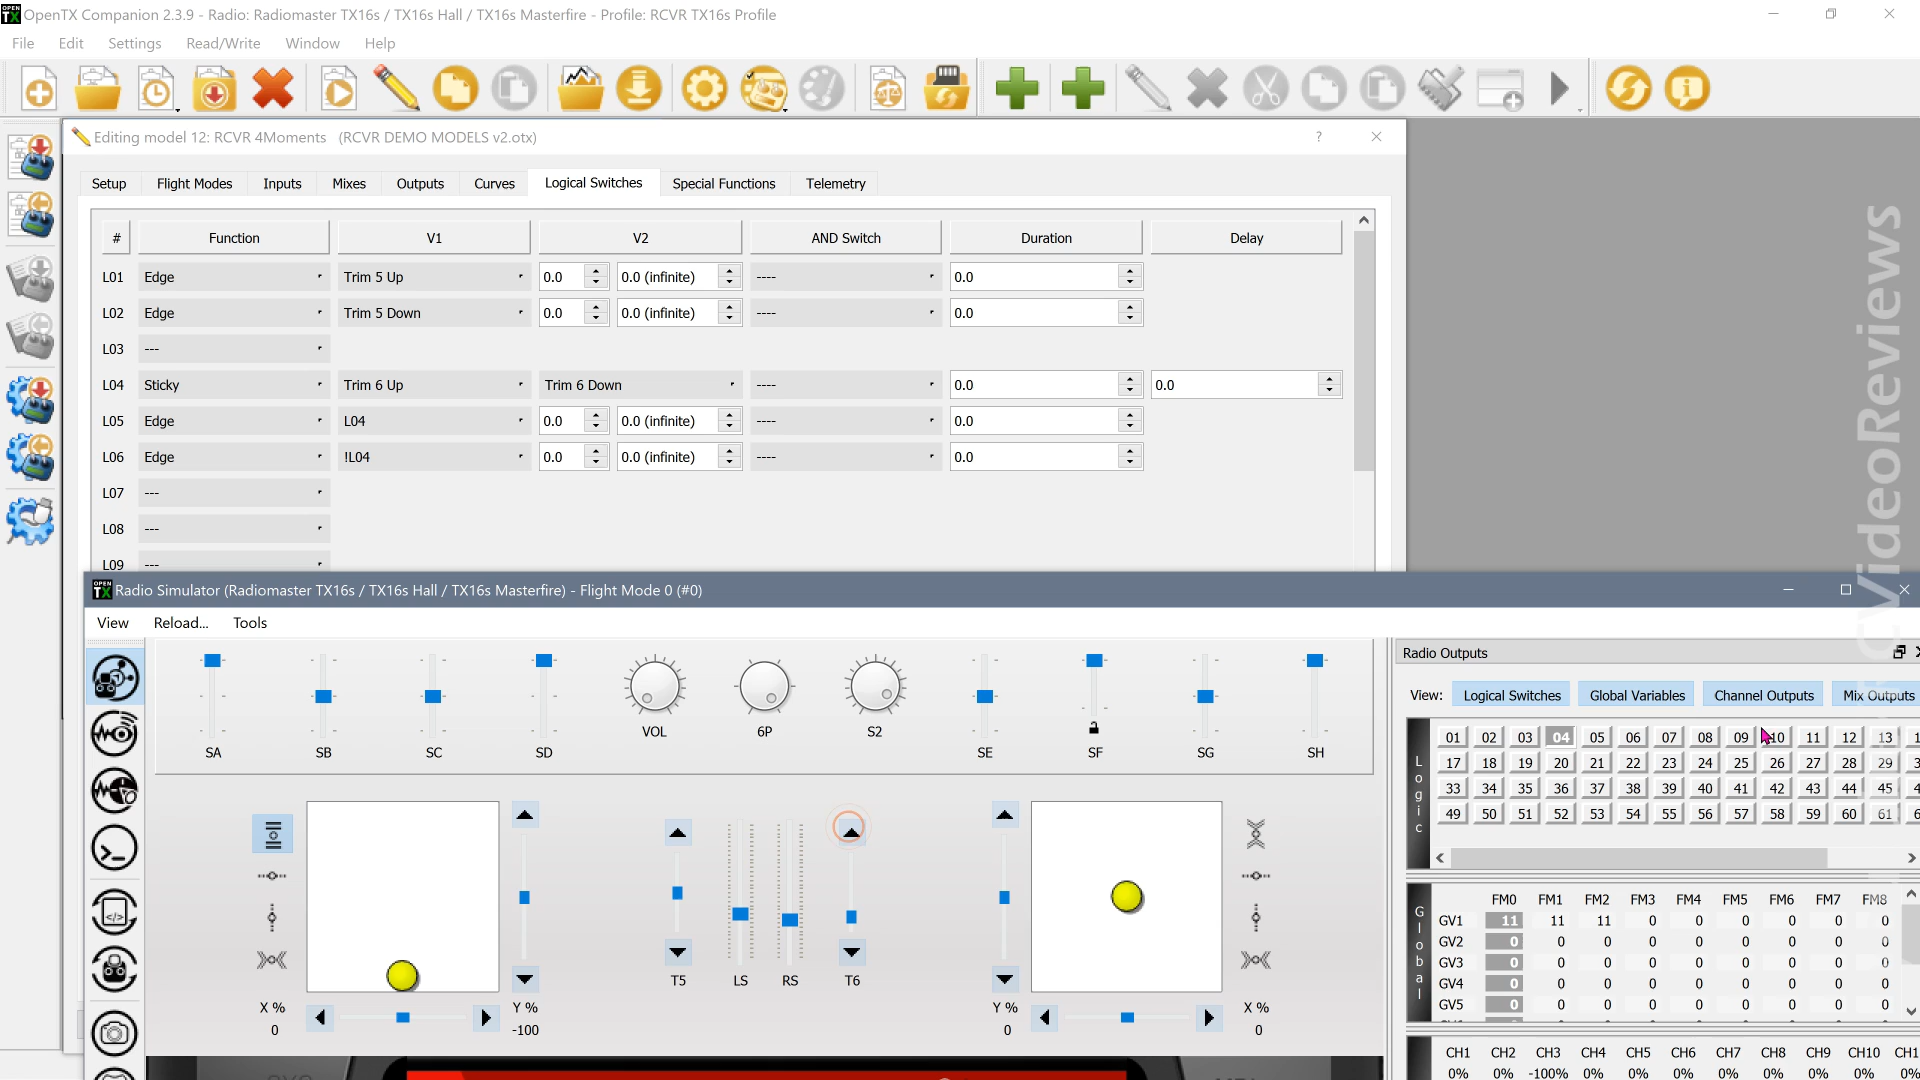 OpenTX Companion 2.3.9 - Radio: Radiomaster TX16s / TX16s Hall / TX16s Masterfire - Profile: RCVR TX16s Profile
File Edit Settings Read/Write Window Help
Editing model 12: RCVR 4Moments (RCVR DEMO MODELS v2.otx) ?
Setup Flight Modes Inputs Mixes Outputs Curves Logical Switches Special Functions Telemetry
# Function V1 V2 AND Switch Duration Delay
L01 Edge Trim 5 Up 0.0 0.0 (infinite) ---- 0.0
L02 Edge Trim 5 Down 0.0 0.0 (infinite) ---- 0.0
L03 ---
L04 Sticky Trim 6 Up Trim 6 Down ---- 0.0 0.0
L05 Edge L04 0.0 0.0 (infinite) ---- 0.0
L06 Edge !L04 0.0 0.0 (infinite) ---- 0.0
L07 ---
L08 ---
L09 ---
OPEN TX Radio Simulator (Radiomaster TX16s / TX16s Hall / TX16s Masterfire) - Flight Mode 0 (#0)
View Reload... Tools
SA SB SC SD VOL 6P S2 SE SF SG SH
T5 LS RS T6
X % Y % Y % X %
0 -100 0 0
Radio Outputs
View: Logical Switches Global Variables Channel Outputs Mix Outputs
Logic
01 02 03 04 05 06 07 08 09 10 11 12 13 1
17 18 19 20 21 22 23 24 25 26 27 28 29 3
33 34 35 36 37 38 39 40 41 42 43 44 45 4
49 50 51 52 53 54 55 56 57 58 59 60 61 6
Global
FM0 FM1 FM2 FM3 FM4 FM5 FM6 FM7 FM8
GV1 11 11 11 0 0 0 0 0 0
GV2 0 0 0 0 0 0 0 0 0
GV3 0 0 0 0 0 0 0 0 0
GV4 0 0 0 0 0 0 0 0 0
GV5 0 0 0 0 0 0 0 0 0
CH1 CH2 CH3 CH4 CH5 CH6 CH7 CH8 CH9 CH10 CH1
0% 0% -100% 0% 0% 0% 0% 0% 0% 0% 0%
RCVideoReviews